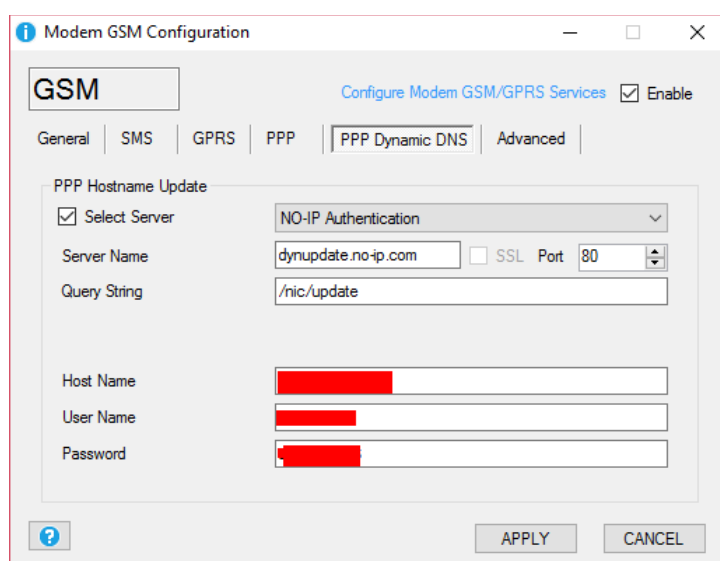 Modem GSM Configuration
GSM
Configure Modem GSM/GPRS Services Enable
General SMS GPRS PPP PPP Dynamic DNS Advanced
PPP Hostname Update
Select Server NO-IP Authentication
Server Name dynupdate.no-ip.com SSL Port 80
Query String /nic/update
Host Name
User Name
Password
APPLY CANCEL